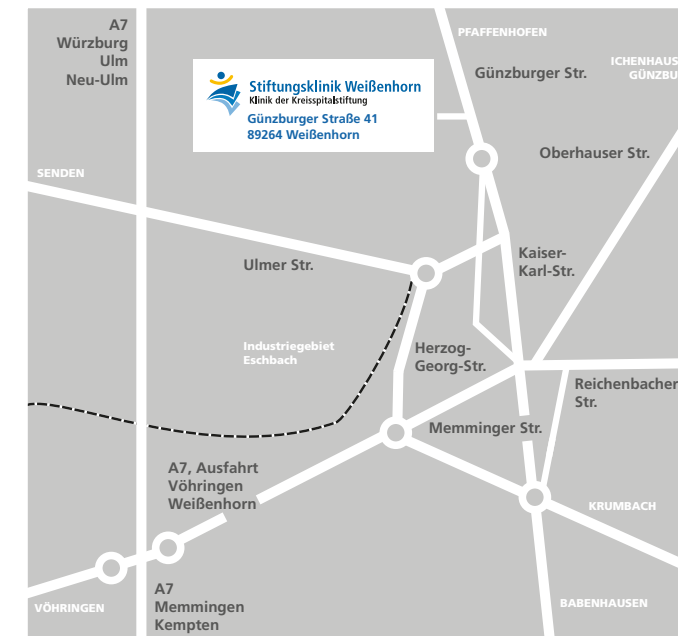 A7
Würzburg
Ulm
Neu-Ulm
PFAFFENHOFEN
Günzburger Str.
ICHENHAUS
GÜNZBU
Stiftungsklinik Weißenhorn
Klinik der Kreisspitalstiftung
Günzburger Straße 41
89264 Weißenhorn
Oberhauser Str.
SENDEN
Ulmer Str.
Kaiser-
Karl-Str.
Industriegebiet
Eschbach
Herzog-
Georg-Str.
Reichenbacher
Str.
Memminger Str.
A7, Ausfahrt
Vöhringen
Weißenhorn
KRUMBACH
A7
Memmingen
Kempten
VÖHRINGEN
BABENHAUSEN